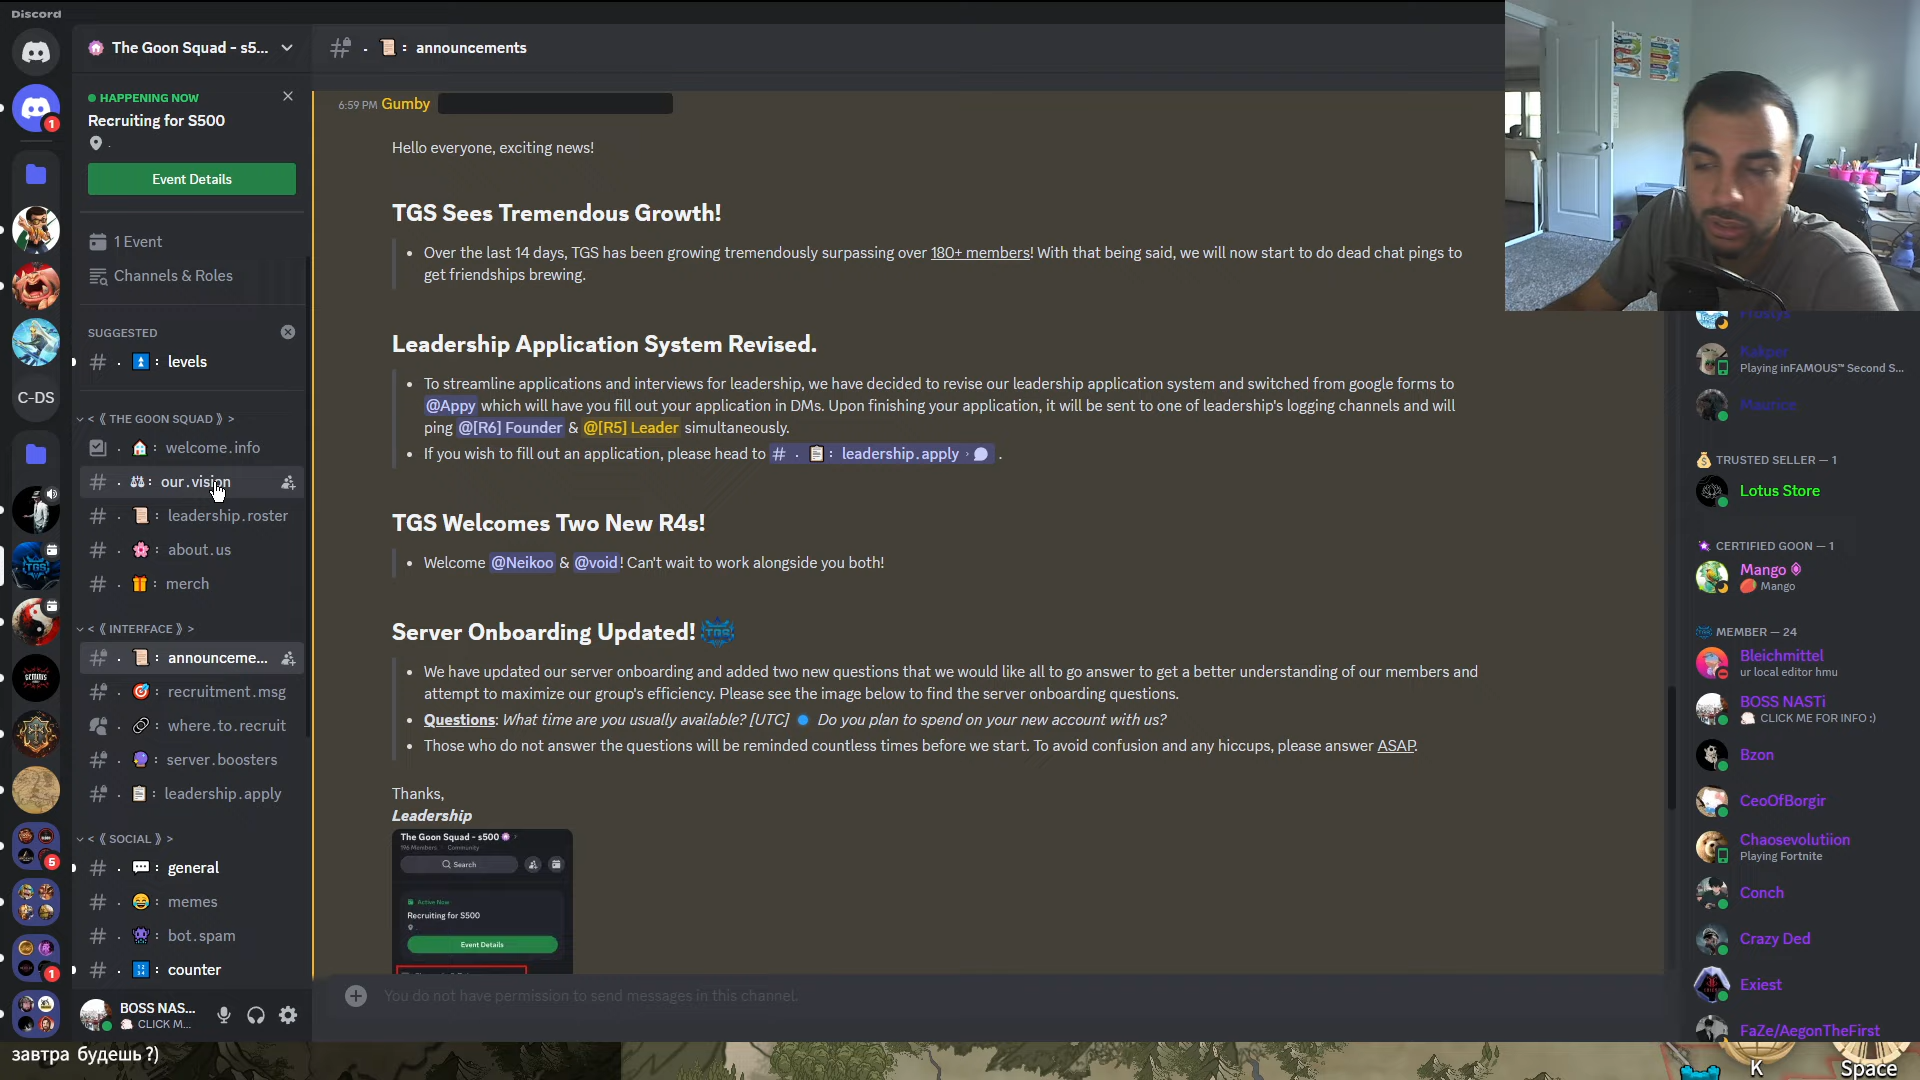 Discord
The Goon Squad - s5...
HAPPENING NOW
Recruiting for S500
.
Event Details
1 Event
Channels & Roles
SUGGESTED
levels
< 《 THE GOON SQUAD 》 >
welcome.info
our.vision
leadership.roster
about.us
merch
< 《 INTERFACE 》 >
announceme...
recruitment.msg
where.to.recruit
server.boosters
leadership.apply
< 《 SOCIAL 》 >
general
memes
bot.spam
counter
BOSS NAS...
CLICK M...
C-DS
TGS
1
5
1
завтра будешь ?)
announcements
6:59 PM Gumby
Hello everyone, exciting news!
TGS Sees Tremendous Growth!
Over the last 14 days, TGS has been growing tremendously surpassing over 180+ members! With that being said, we will now start to do dead chat pings to
get friendships brewing.
Leadership Application System Revised.
To streamline applications and interviews for leadership, we have decided to revise our leadership application system and switched from google forms to
@Appy which will have you fill out your application in DMs. Upon finishing your application, it will be sent to one of leadership's logging channels and will
ping @[R6] Founder & @[R5] Leader simultaneously.
If you wish to fill out an application, please head to # . : leadership.apply › .
TGS Welcomes Two New R4s!
Welcome @Neikoo & @void! Can't wait to work alongside you both!
Server Onboarding Updated!
We have updated our server onboarding and added two new questions that we would like all to go answer to get a better understanding of our members and
attempt to maximize our group's efficiency. Please see the image below to find the server onboarding questions.
Questions: What time are you usually available? [UTC] Do you plan to spend on your new account with us?
Those who do not answer the questions will be reminded countless times before we start. To avoid confusion and any hiccups, please answer ASAP.
Thanks,
Leadership
The Goon Squad - s500
196 Members · Community
Search
Active Now
Recruiting for S500
Event Details
You do not have permission to send messages in this channel.
Frostys
Kakper
Playing inFAMOUS™ Second S...
Maurice
TRUSTED SELLER — 1
Lotus Store
CERTIFIED GOON — 1
Mango
Mango
MEMBER — 24
Bleichmittel
ur local editor hmu
BOSS NASTi
CLICK ME FOR INFO :)
Bzon
CeoOfBorgir
Chaosevolutiion
Playing Fortnite
Conch
Crazy Ded
Exiest
FaZe/AegonTheFirst
K
Space